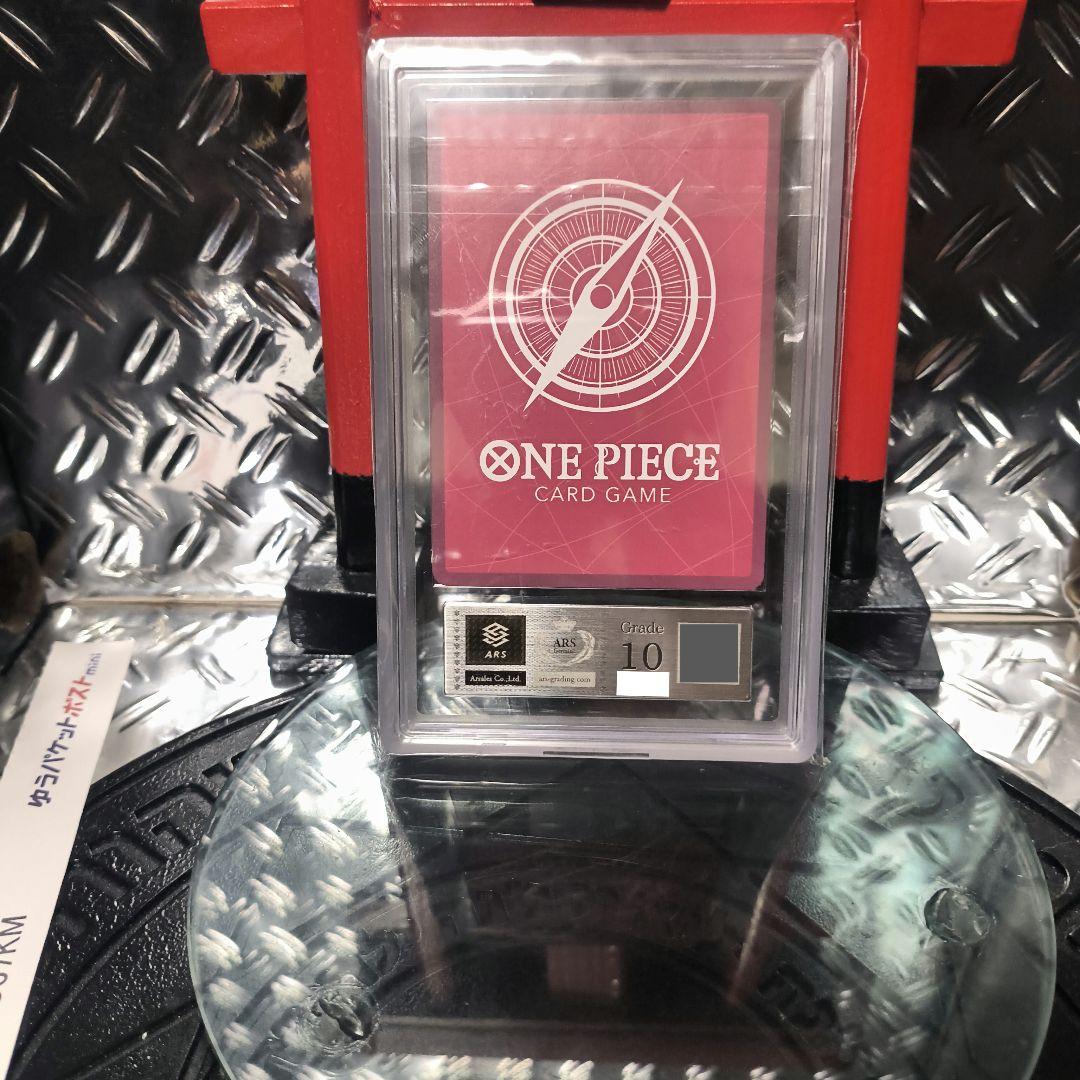 ONE PIECE
CARD GAME
ARS
Arsales Co.,Ltd.
ARS
ars-grading.com
Grade
10
ゆうパケットポストmini